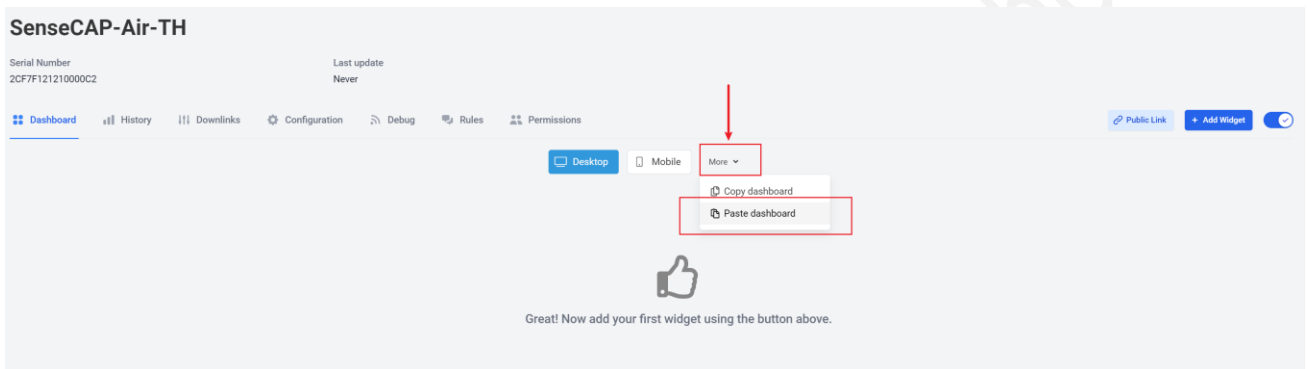 SenseCAP-Air-TH
Serial Number Last update
2CF7F121210000C2 Never
Dashboard History Downlinks Configuration Debug Rules Permissions Public Link + Add Widget
Desktop Mobile More
Copy dashboard
Paste dashboard
Great! Now add your first widget using the button above.